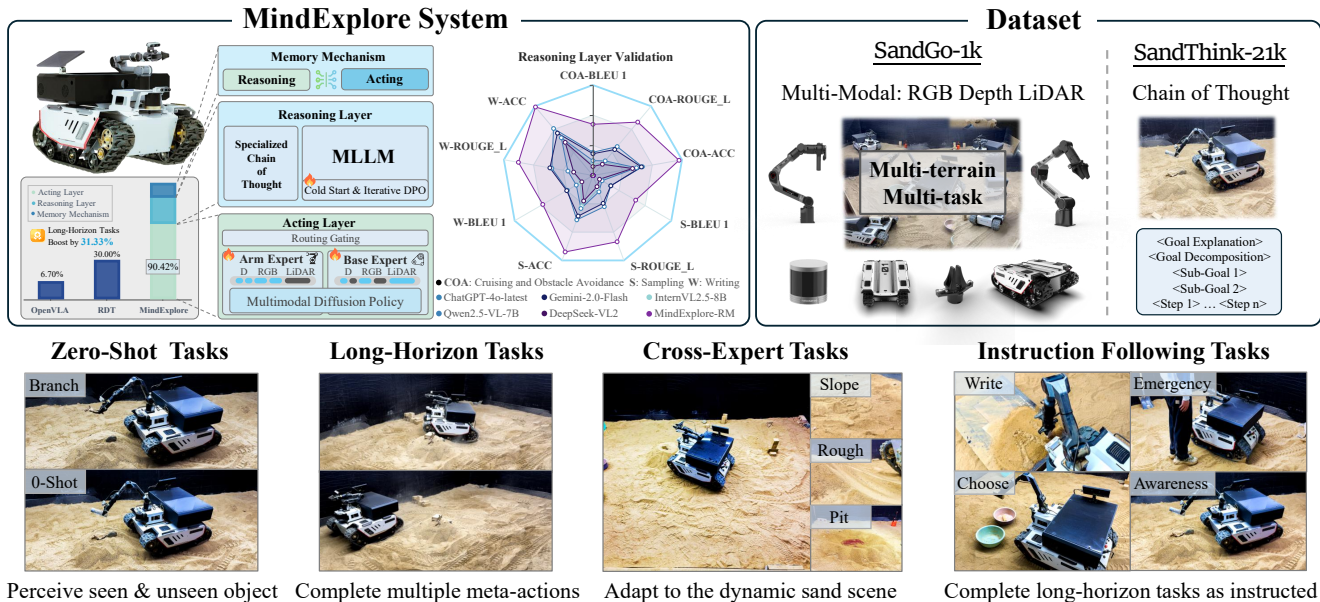 MindExplore System
Memory Mechanism
Reasoning
Acting
Reasoning Layer
Specialized
Chain
of
Thought
MLLM
Cold Start & Iterative DPO
Acting Layer
Routing Gating
Arm Expert
D RGB LiDAR
Base Expert
D RGB LiDAR
Multimodal Diffusion Policy
Acting Layer
Reasoning Layer
Memory Mechanism
Long-Horizon Tasks
Boost by 31.33%
6.70%
30.00%
90.42%
OpenVLA
RDT
MindExplore
Reasoning Layer Validation
COA-BLEU 1
COA-ROUGE_L
COA-ACC
S-BLEU 1
S-ROUGE_L
S-ACC
W-BLEU 1
W-ROUGE_L
W-ACC
COA: Cruising and Obstacle Avoidance S: Sampling W: Writing
ChatGPT-4o-latest
Gemini-2.0-Flash
InternVL2.5-8B
Qwen2.5-VL-7B
DeepSeek-VL2
MindExplore-RM
Dataset
SandGo-1k
Multi-Modal: RGB Depth LiDAR
Multi-terrain
Multi-task
SandThink-21k
Chain of Thought
<Goal Explanation>
<Goal Decomposition>
<Sub-Goal 1>
<Sub-Goal 2>
<Step 1> … <Step n>
Zero-Shot Tasks
Branch
0-Shot
Perceive seen & unseen object
Long-Horizon Tasks
Complete multiple meta-actions
Cross-Expert Tasks
Slope
Rough
Pit
Adapt to the dynamic sand scene
Instruction Following Tasks
Write
Emergency
Choose
Awareness
Complete long-horizon tasks as instructed